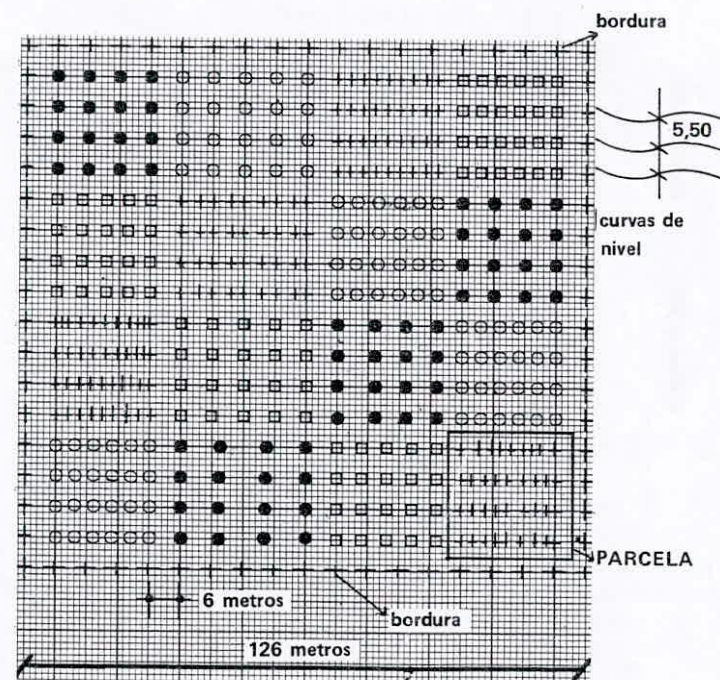 bordura
5,50
curvas de
nivel
PARCELA
6 metros
bordura
126 metros